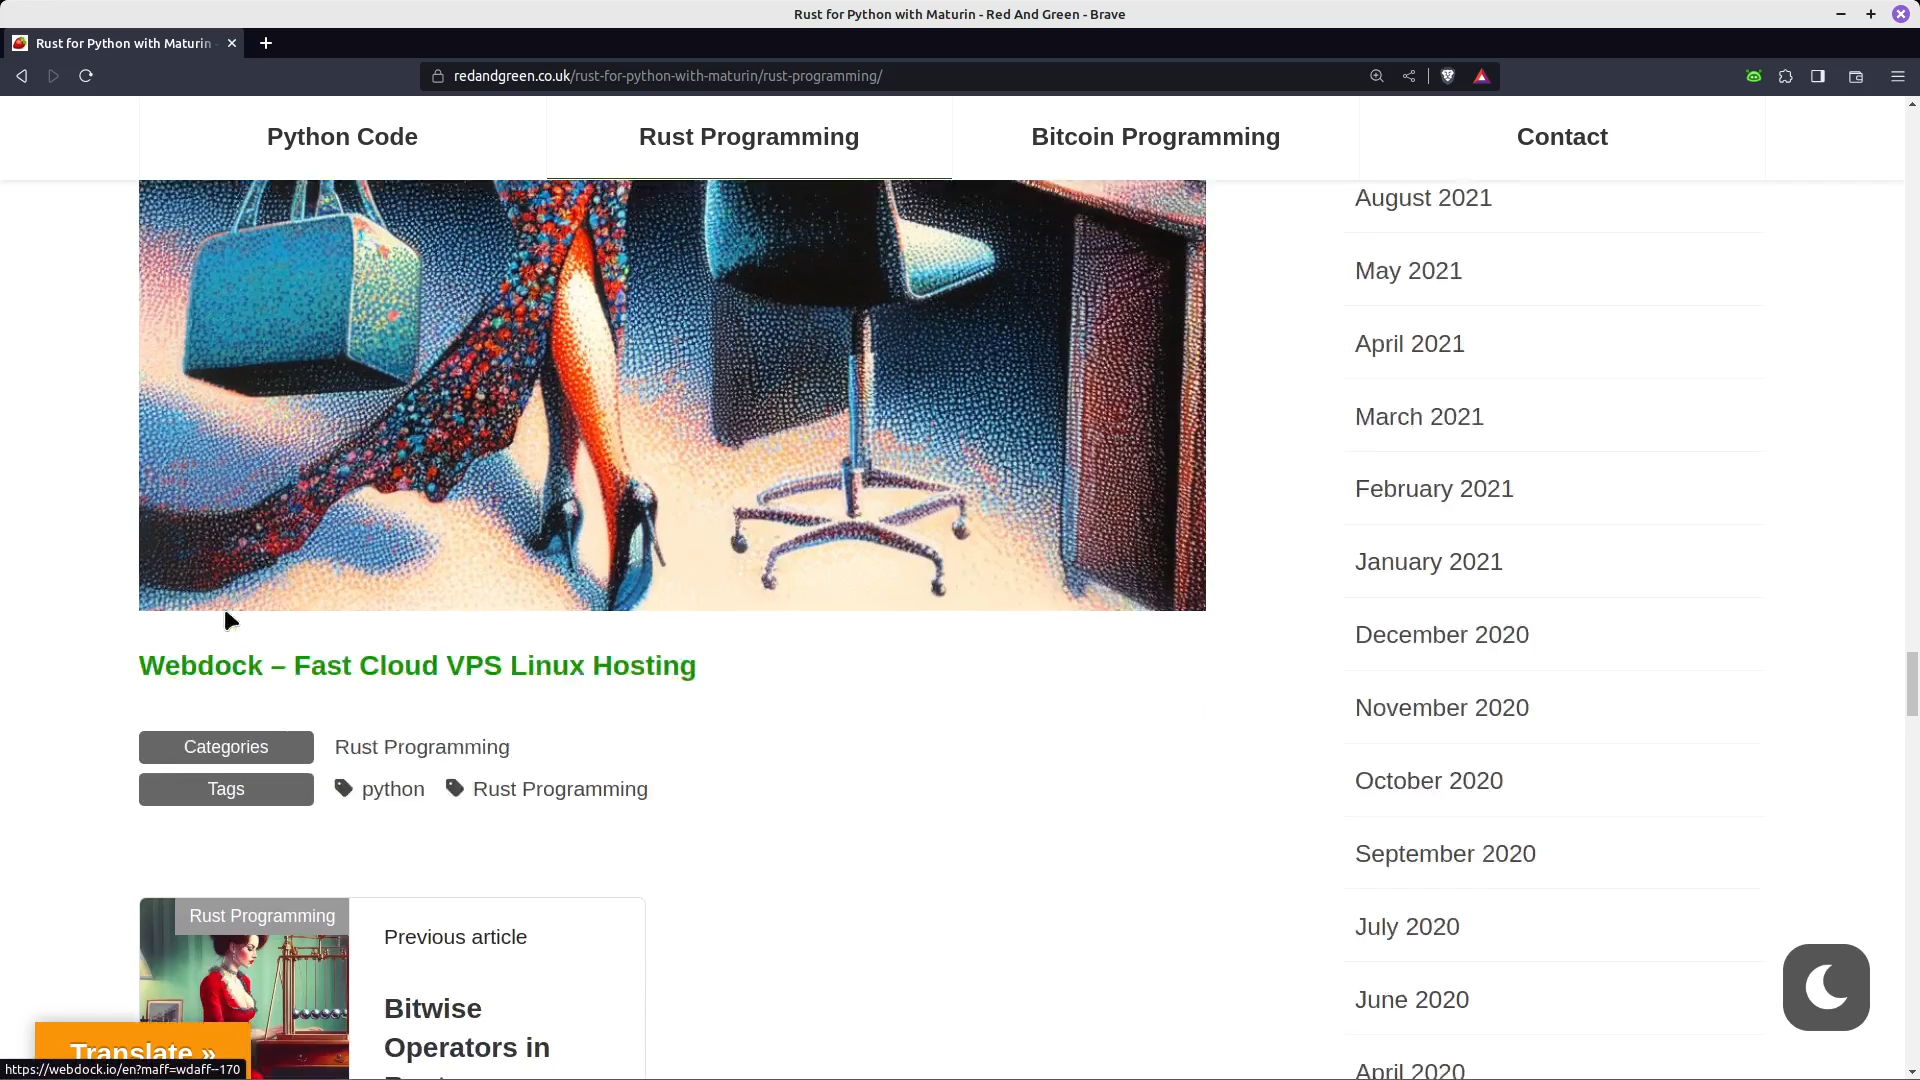 Rust for Python with Maturin - Red And Green - Brave
Rust for Python with Maturin
redandgreen.co.uk/rust-for-python-with-maturin/rust-programming/
Python Code
Rust Programming
Bitcoin Programming
Contact
August 2021
May 2021
April 2021
March 2021
February 2021
January 2021
December 2020
November 2020
October 2020
September 2020
July 2020
June 2020
April 2020
Webdock – Fast Cloud VPS Linux Hosting
Categories
Rust Programming
Tags
python
Rust Programming
Rust Programming
Previous article
Bitwise
Operators in
Translate »
https://webdock.io/en?maff=wdaff--170